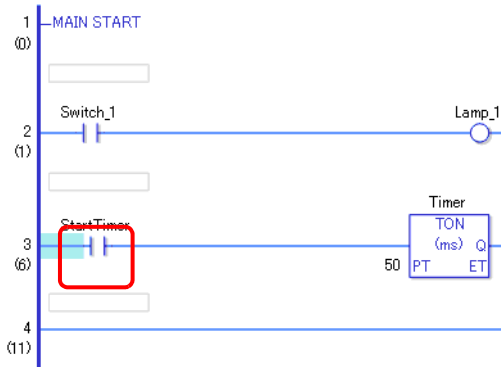 1 MAIN START
(0)
Switch_1 Lamp_1
2
(1)
StartTimer Timer
TON
3 (ms) Q
(6) 50 PT ET
4
(11)